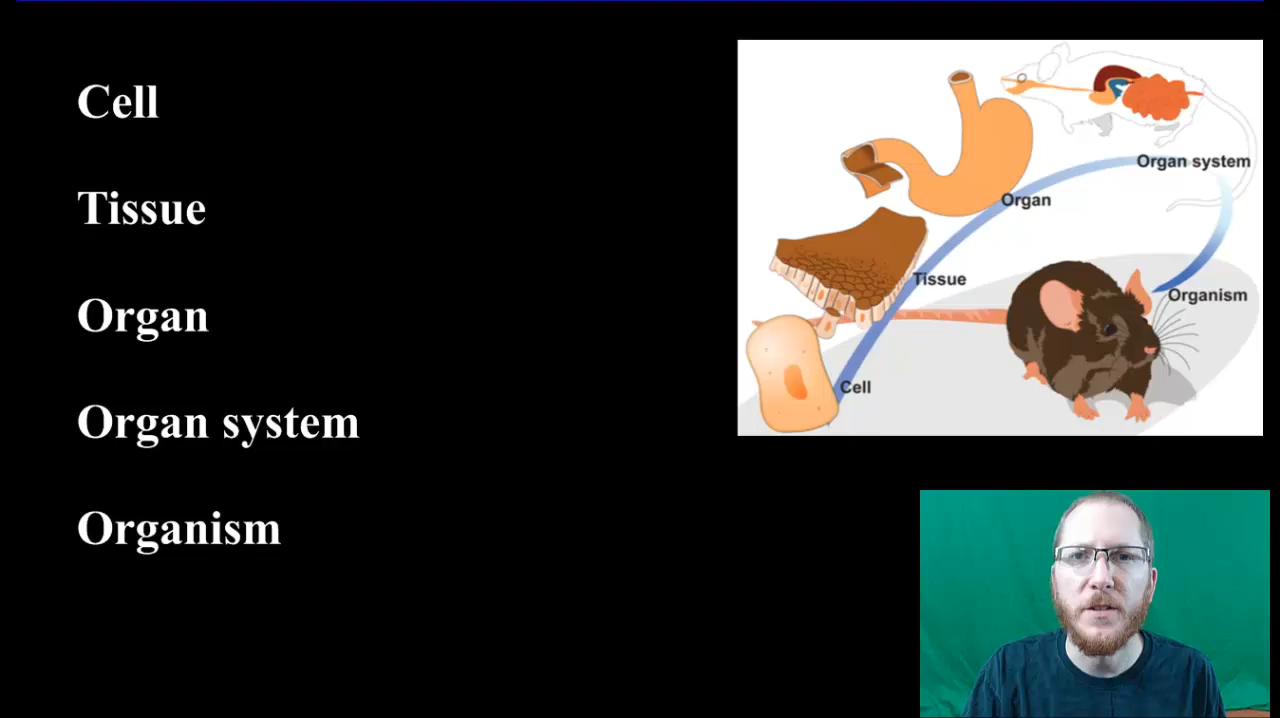 Cell
Tissue
Organ
Organ system
Organism
Organ system
Organ
Tissue
Organism
Cell